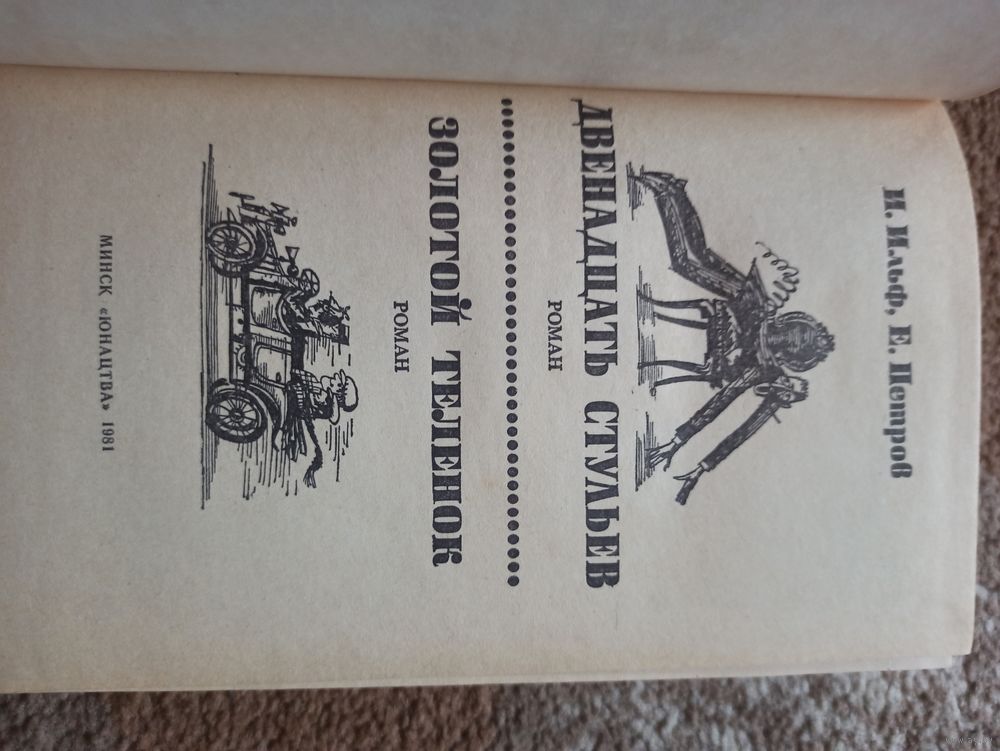 И. Ильф, Е. Петров
ДВЕНАДЦАТЬ СТУЛЬЕВ
РОМАН
ЗОЛОТОЙ ТЕЛЕНОК
РОМАН
МИНСК «ЮНАЦТВА» 1981